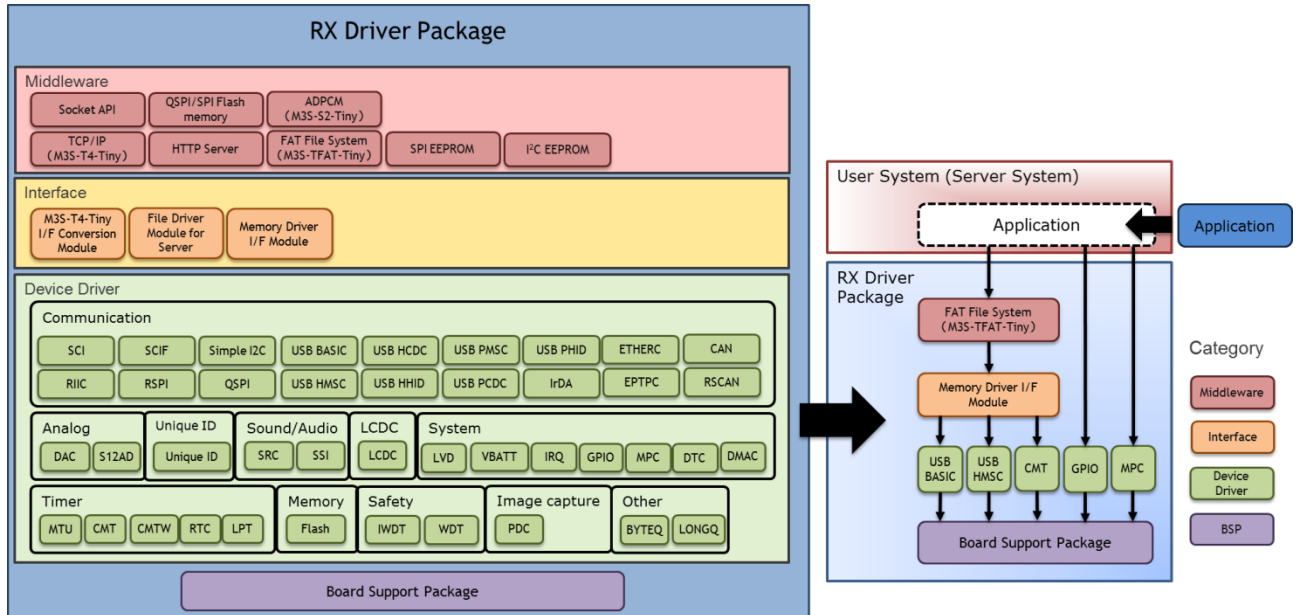 RX Driver Package
Middleware
Socket API
QSPI/SPI Flash
memory
ADPCM
(M3S-S2-Tiny)
TCP/IP
(M3S-T4-Tiny)
HTTP Server
FAT File System
(M3S-TFAT-Tiny)
SPI EEPROM
I²C EEPROM
Interface
M3S-T4-Tiny
I/F Conversion
Module
File Driver
Module for
Server
Memory Driver
I/F Module
Device Driver
Communication
SCI
SCIF
Simple I2C
USB BASIC
USB HCDC
USB PMSC
USB PHID
ETHERC
CAN
RIIC
RSPI
QSPI
USB HMSC
USB HHID
USB PCDC
IrDA
EPTPC
RSCAN
Analog
DAC
S12AD
Unique ID
Unique ID
Sound/Audio
SRC
SSI
LCDC
LCDC
System
LVD
VBATT
IRQ
GPIO
MPC
DTC
DMAC
Timer
MTU
CMT
CMTW
RTC
LPT
Memory
Flash
Safety
IWDT
WDT
Image capture
PDC
Other
BYTEQ
LONGQ
Board Support Package
User System (Server System)
Application
Application
RX Driver
Package
FAT File System
(M3S-TFAT-Tiny)
Memory Driver I/F
Module
USB
BASIC
USB
HMSC
CMT
GPIO
MPC
Board Support Package
Category
Middleware
Interface
Device
Driver
BSP